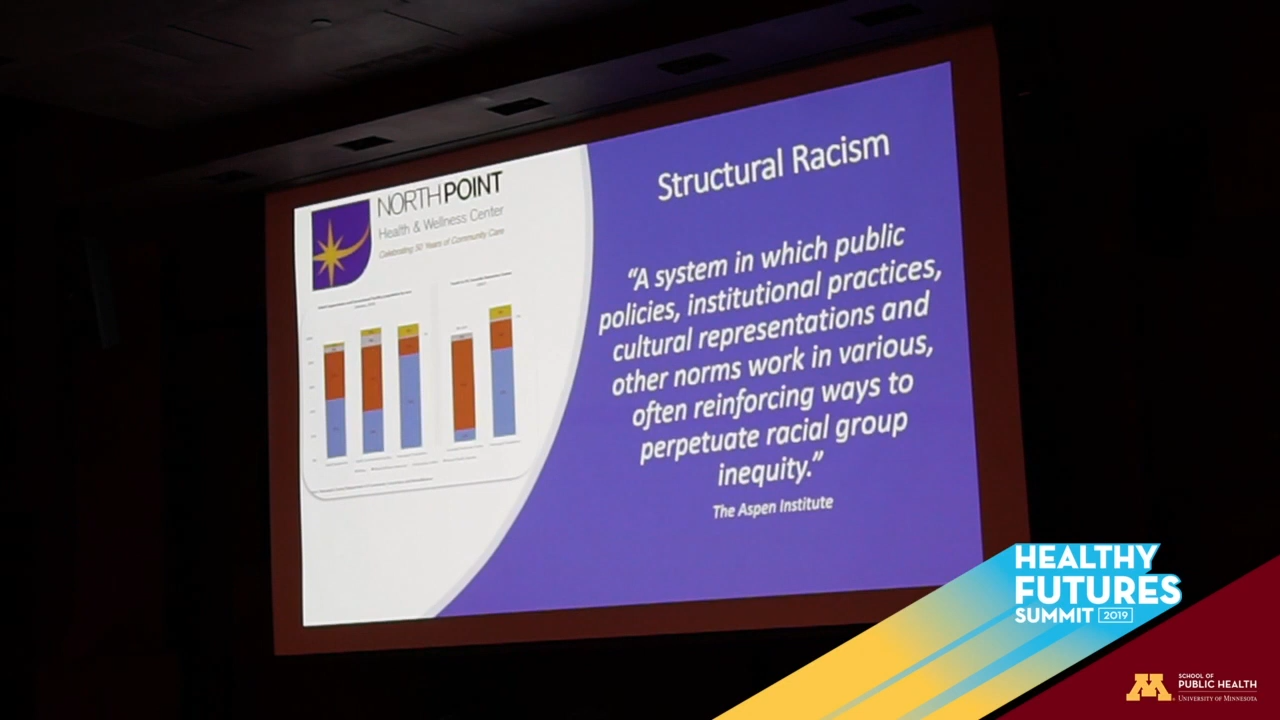 NORTHPOINT
Health & Wellness Center
Celebrating 50 Years of Community Care
Structural Racism
“A system in which public
policies, institutional practices,
cultural representations and
other norms work in various,
often reinforcing ways to
perpetuate racial group
inequity.”
The Aspen Institute
HEALTHY
FUTURES
SUMMIT 2019
SCHOOL OF
PUBLIC HEALTH
UNIVERSITY OF MINNESOTA